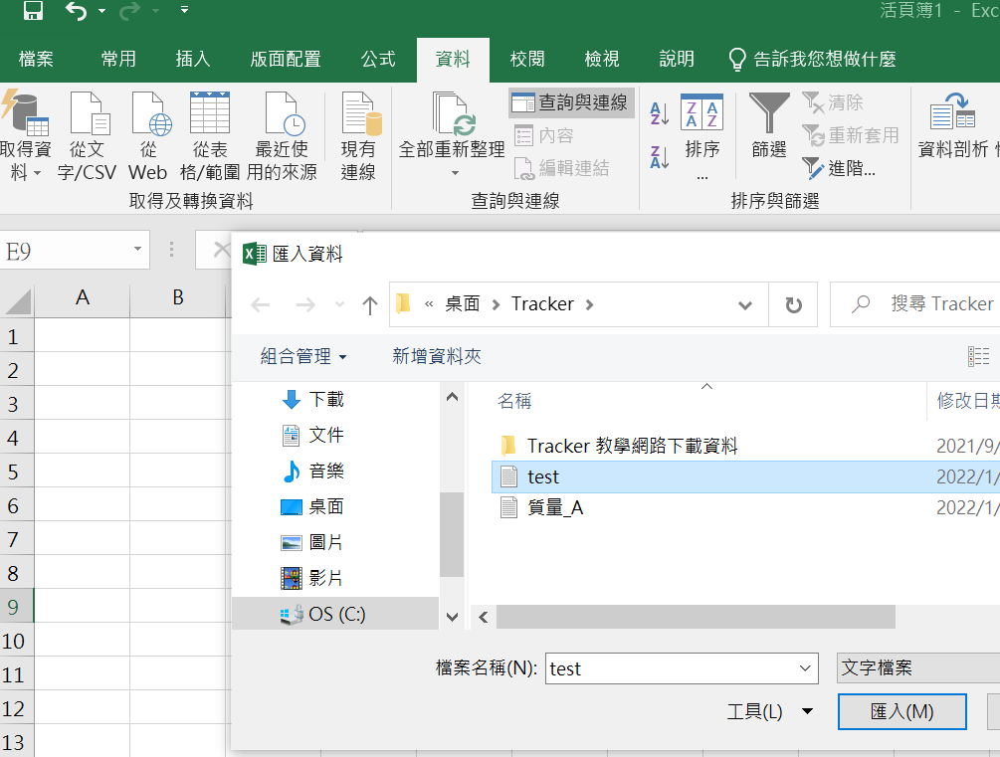 活頁簿1 - Exc
檔案 常用 插入 版面配置 公式 資料 校閱 檢視 說明 告訴我您想做什麼
取得資料 從文字/CSV 從 Web 從表格/範圍 最近使用的來源 現有連線 全部重新整理 查詢與連線 內容 編輯連結 排序... 篩選 清除 重新套用 進階... 資料剖析
取得及轉換資料 查詢與連線 排序與篩選
E9
匯入資料
« 桌面 > Tracker > 搜尋 Tracker
組合管理 新增資料夾
A B
名稱 修改日期
下載
文件
音樂
桌面
圖片
影片
OS (C:)
Tracker 教學網路下載資料 2021/9/
test 2022/1/
質量_A 2022/1/
1
2
3
4
5
6
7
8
9
10
11
12
13
檔案名稱(N): test 文字檔案
工具(L) 匯入(M)